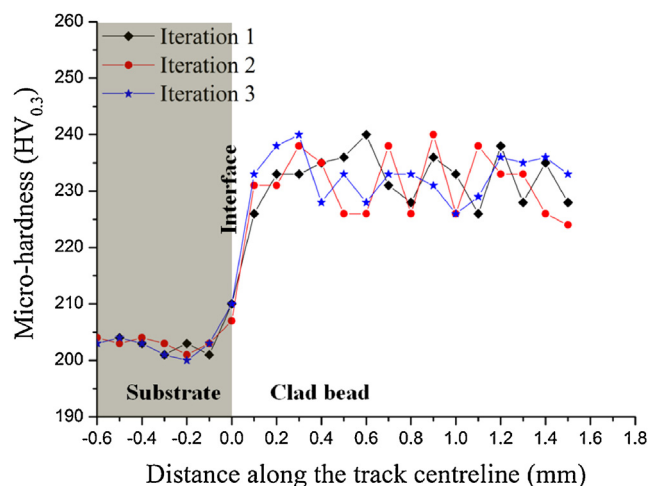 260
250
240
230
220
210
200
190
Micro-hardness (HV0.3)
Iteration 1
Iteration 2
Iteration 3
Interface
Substrate
Clad bead
-0.6 -0.4 -0.2 0.0 0.2 0.4 0.6 0.8 1.0 1.2 1.4 1.6 1.8
Distance along the track centreline (mm)